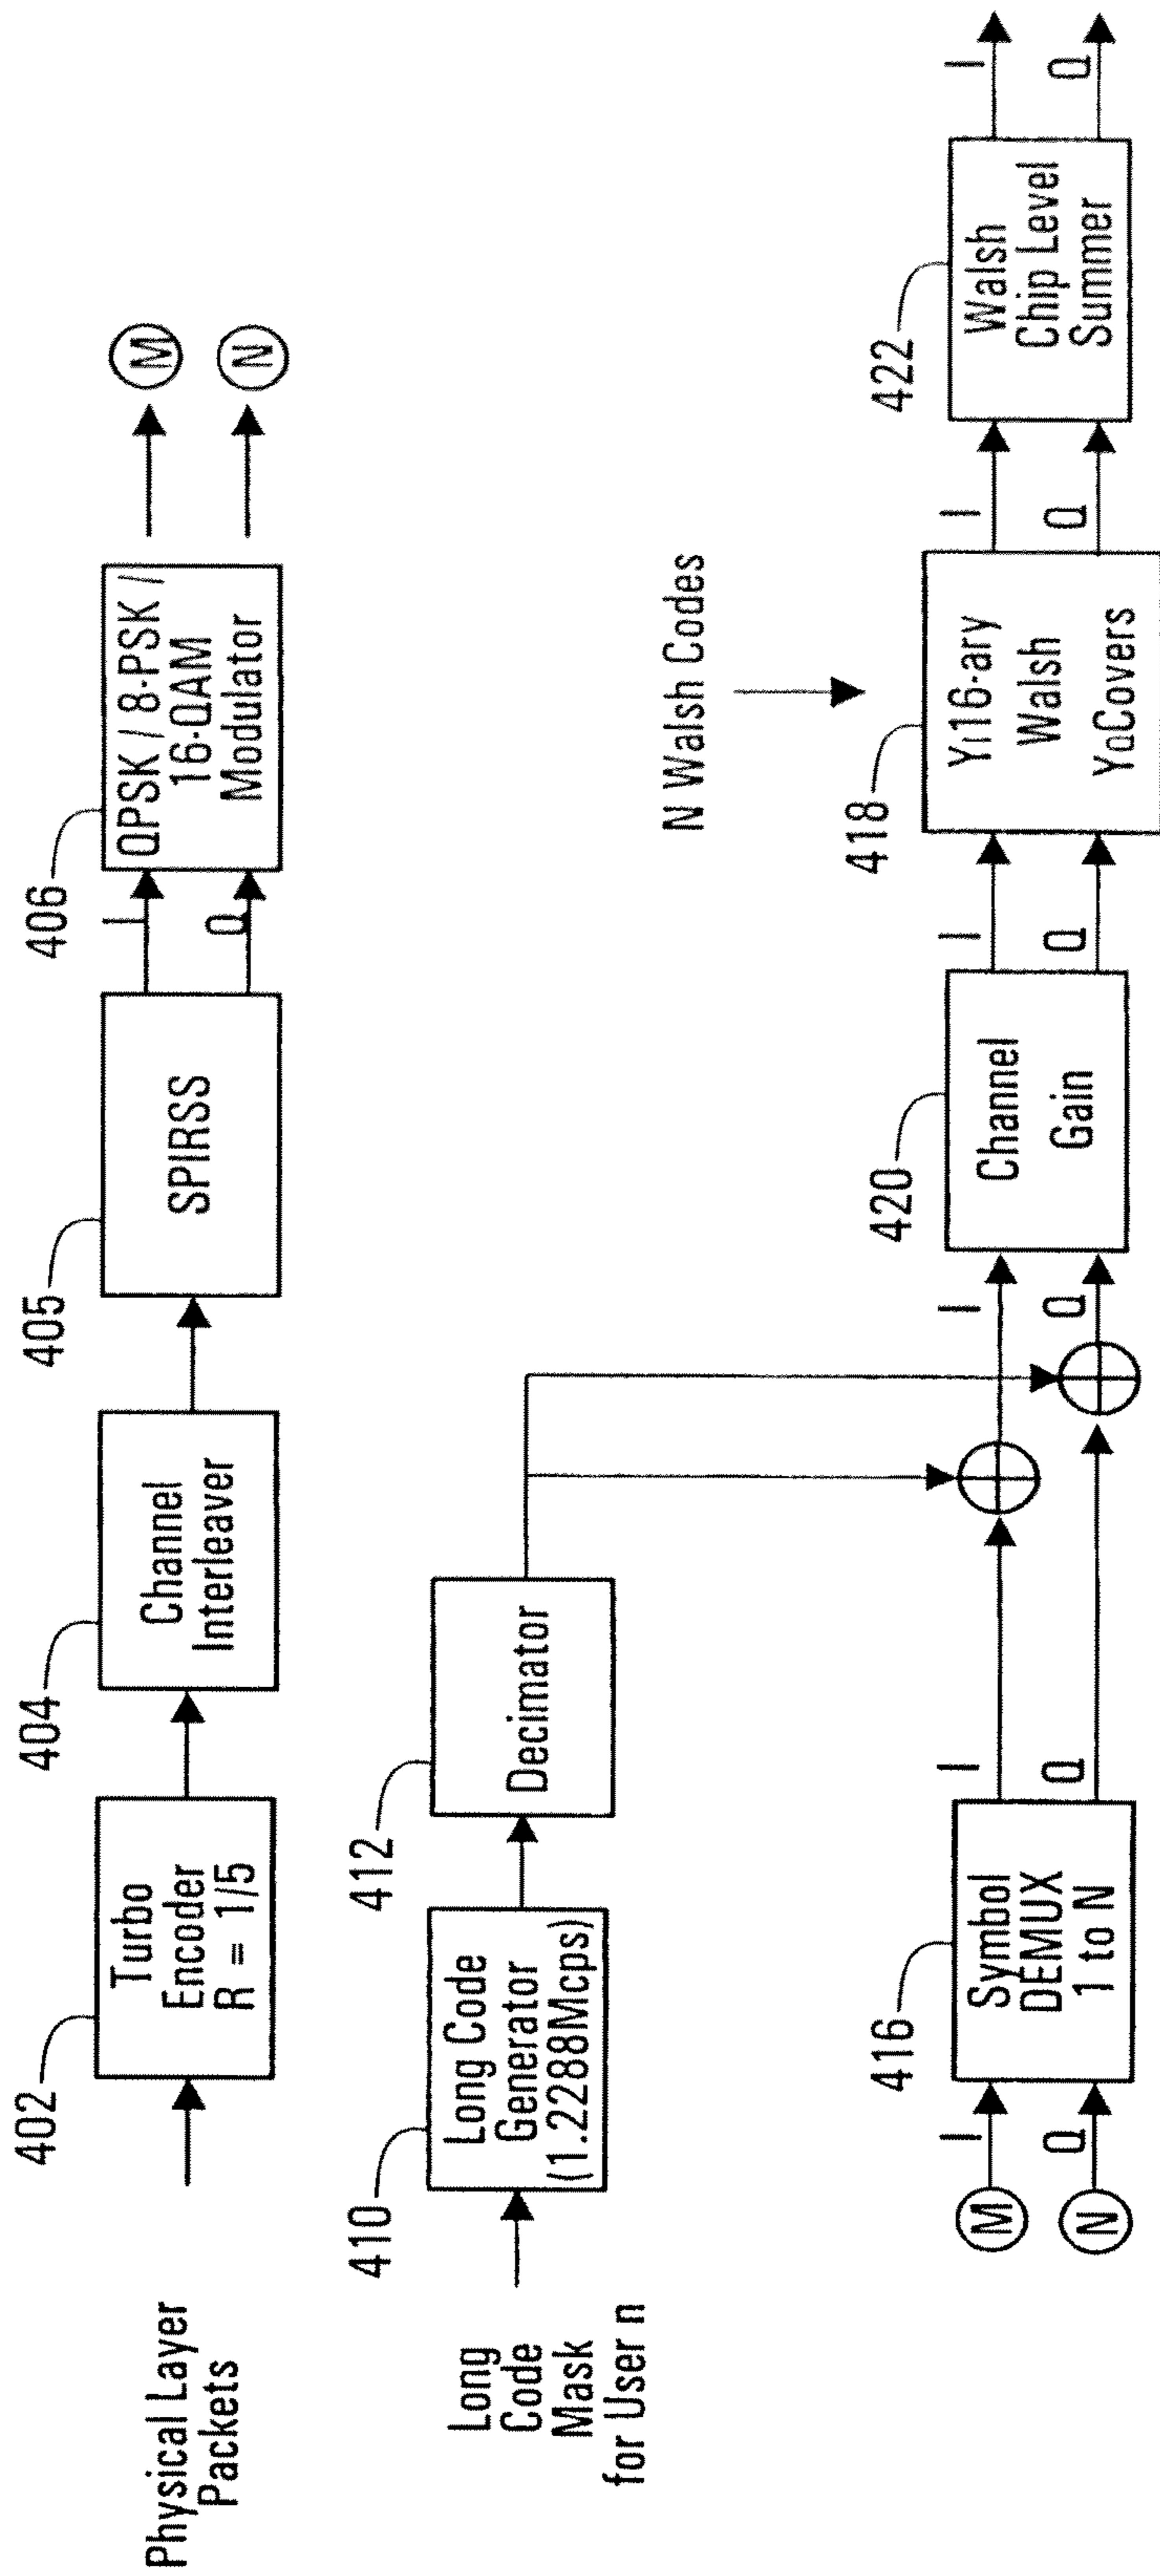 Physical Layer
Packets
402
Turbo
Encoder
R = 1/5
404
Channel
Interleaver
405
SPIRSS
I
Q
406
QPSK / 8-PSK /
16-QAM
Modulator
M
N
Long
Code
Mask
for User n
410
Long Code
Generator
(1.2288Mcps)
412
Decimator
N Walsh Codes
M
N
I
Q
416
Symbol
DEMUX
1 to N
I
Q
I
Q
420
Channel
Gain
I
Q
418
YI16-ary
Walsh
YQCovers
I
Q
422
Walsh
Chip Level
Summer
I
Q